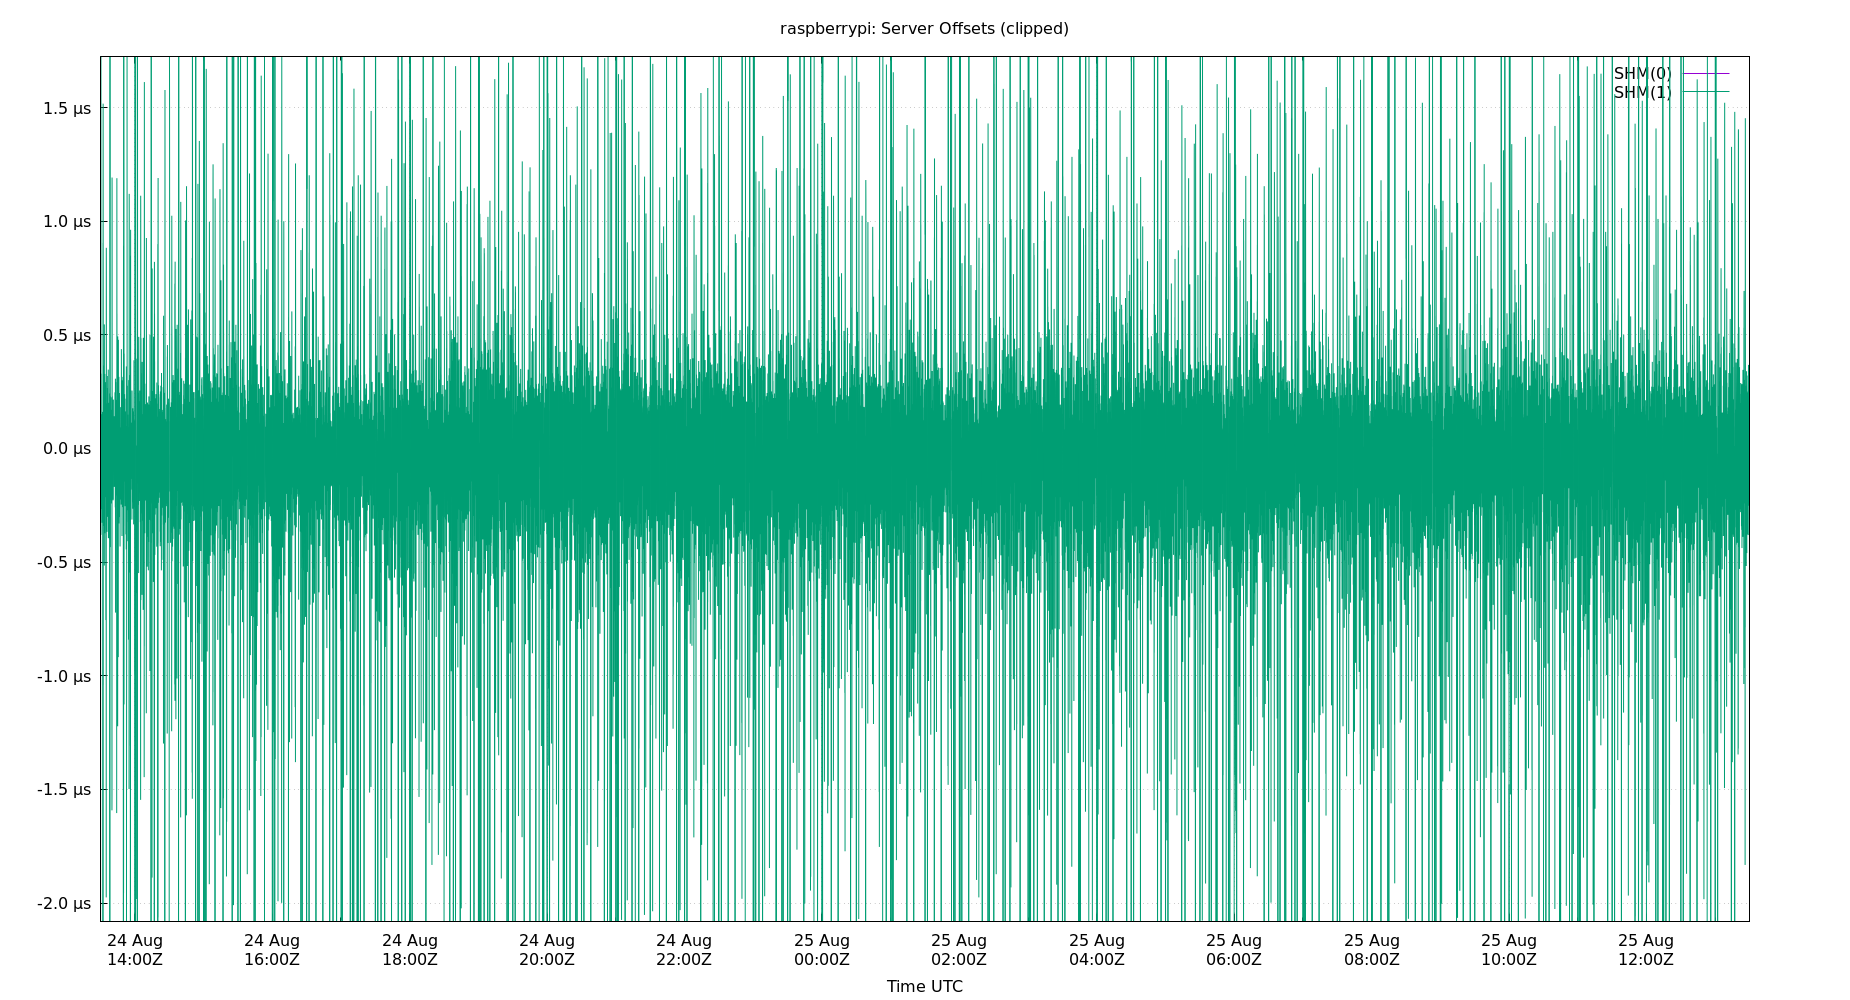 raspberrypi: Server Offsets (clipped)
SHM(0)
SHM(1)
1.5 µs
1.0 µs
0.5 µs
0.0 µs
-0.5 µs
-1.0 µs
-1.5 µs
-2.0 µs
24 Aug 24 Aug 24 Aug 24 Aug 24 Aug 25 Aug 25 Aug 25 Aug 25 Aug 25 Aug 25 Aug 25 Aug
14:00Z 16:00Z 18:00Z 20:00Z 22:00Z 00:00Z 02:00Z 04:00Z 06:00Z 08:00Z 10:00Z 12:00Z
Time UTC